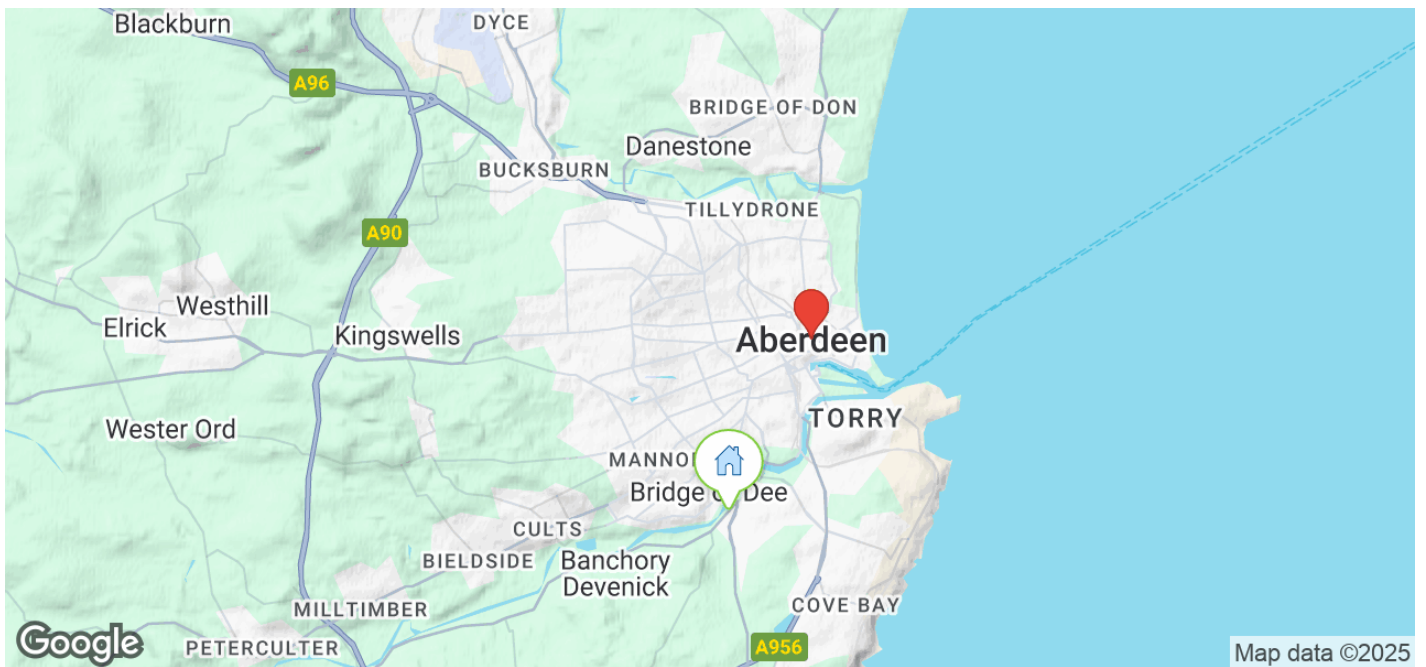 Blackburn
DYCE
A96
BRIDGE OF DON
Danestone
BUCKSBURN
TILLYDRONE
A90
Westhill
Elrick
Kingswells
Aberdeen
TORRY
Wester Ord
Bridge of Dee
CULTS
BIELDSIDE
Banchory
Devenick
MILLTIMBER
COVE BAY
PETERCULTER
A956
Google
Map data ©2025